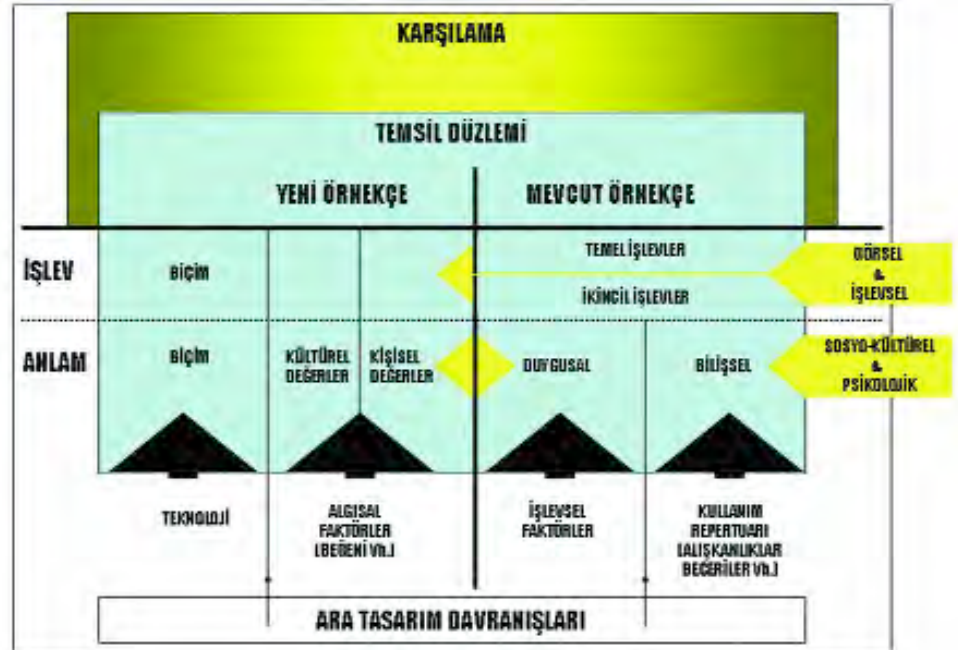 KARŞILAMA
TEMSİL DÜZLEMİ
YENİ ÖRNEKÇE
MEVCUT ÖRNEKÇE
İŞLEV
BİÇİM
TEMEL İŞLEVLER
İKİNCİL İŞLEVLER
GÖRSEL
&
İŞLEVSEL
ANLAM
BİÇİM
KÜLTÜREL
DEĞERLER
KİŞİSEL
DEĞERLER
DUYGUSAL
BİLİŞSEL
SOSYO-KÜLTÜREL
&
PSİKOLOJİK
TEKNOLOJİ
ALGISAL
FAKTÖRLER
(BEĞENİ Vb.)
İŞLEVSEL
FAKTÖRLER
KULLANIM
REPERTUARI
(ALIŞKANLIKLAR
BECERİLER Vb.)
ARA TASARIM DAVRANIŞLARI